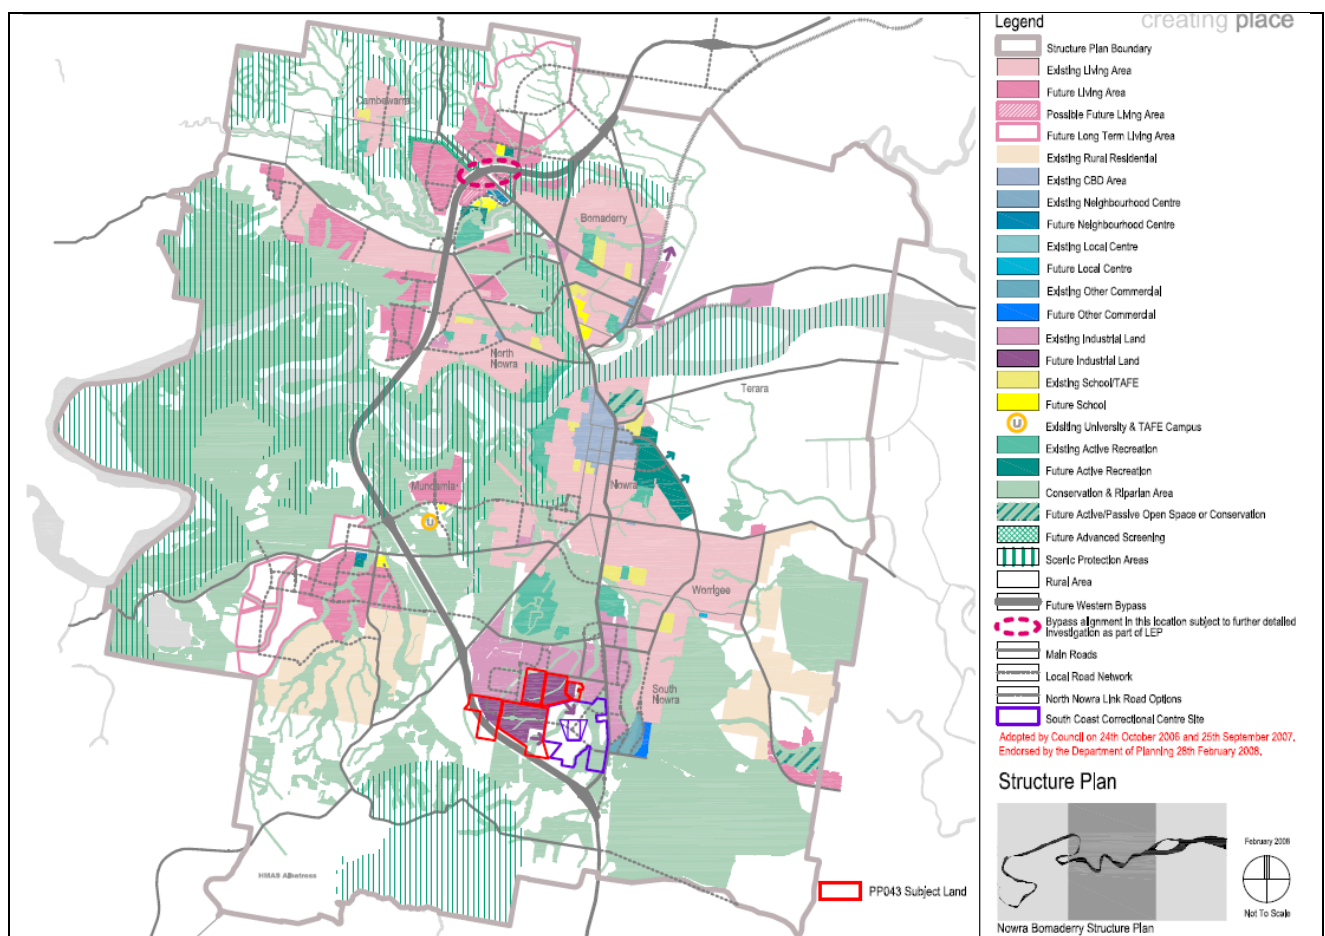 creating place
Legend
Structure Plan Boundary
Existing Living Area
Future Living Area
Possible Future Living Area
Future Long Term Living Area
Existing Rural Residential
Existing CBD Area
Existing Neighbourhood Centre
Future Neighbourhood Centre
Existing Local Centre
Future Local Centre
Existing Other Commercial
Future Other Commercial
Existing Industrial Land
Future Industrial Land
Existing School/TAFE
Future School
U
Existing University & TAFE Campus
Existing Active Recreation
Future Active Recreation
Conservation & Riparian Area
Future Active/Passive Open Space or Conservation
Future Advanced Screening
Scenic Protection Areas
Rural Area
Future Western Bypass
Bypass alignment in this location subject to further detailed
investigation as part of LEP
Main Roads
Local Road Network
North Nowra Link Road Options
South Coast Correctional Centre Site
Adopted by Council on 24th October 2006 and 25th September 2007.
Endorsed by the Department of Planning 28th February 2008.
Structure Plan
February 2008
Not To Scale
Nowra Bomaderry Structure Plan
Cambewarra
Bomaderry
North
Nowra
Terara
Mundamia
Nowra
U
Worrigee
South
Nowra
HMAS Albatross
PP043 Subject Land